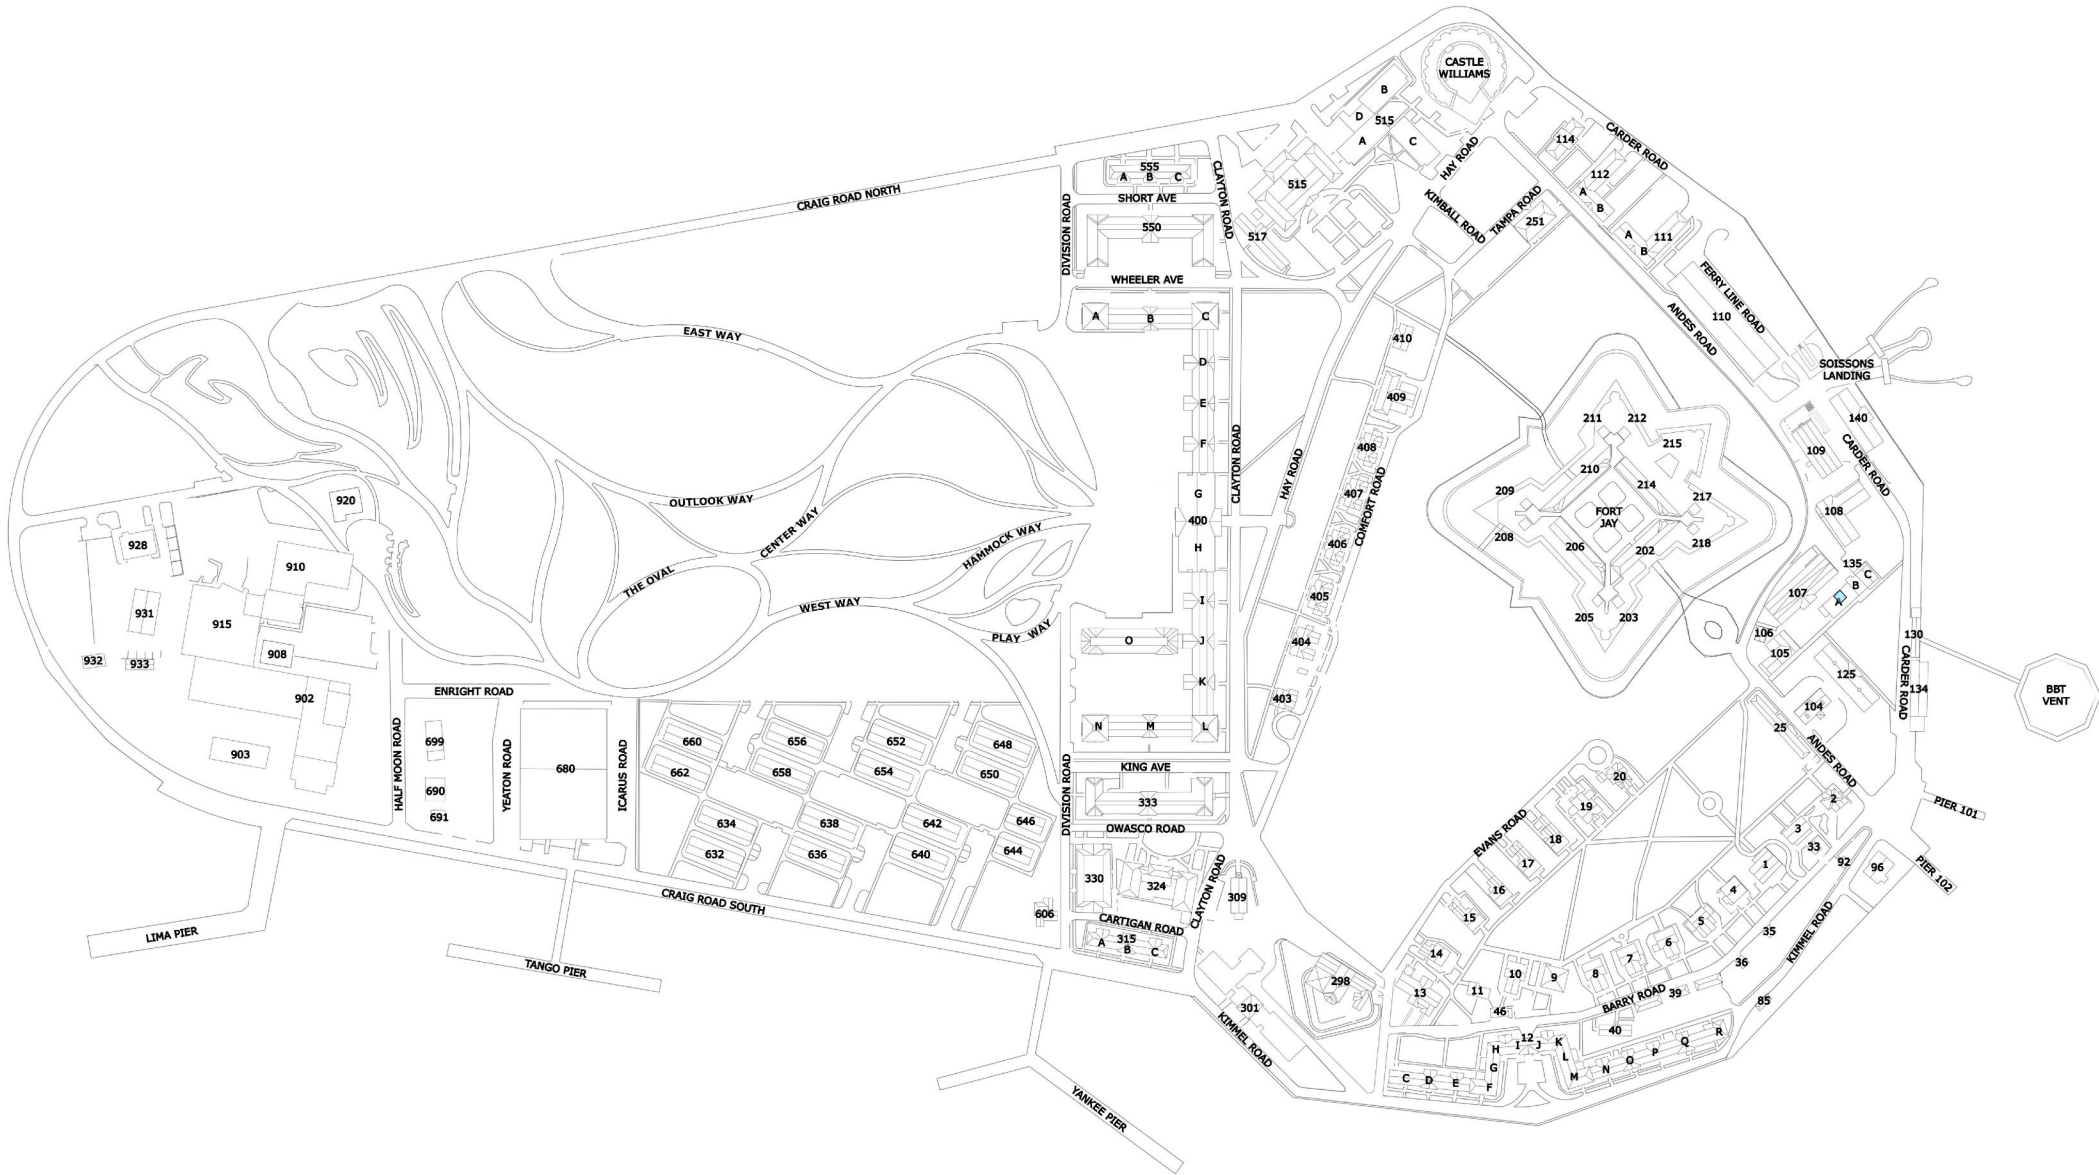 CASTLE
WILLIAMS
B
D
515
A
C
HAY ROAD
114
CARDER ROAD
112
A
B
A
B
111
555
A
B
C
SHORT AVE
CLAYTON ROAD
515
517
550
DIVISION ROAD
WHEELER AVE
CRAIG ROAD NORTH
KIMBALL ROAD
TAMPA ROAD
251
FERRY LINE ROAD
110
ANDES ROAD
SOISSONS
LANDING
140
109
CARDER ROAD
108
EAST WAY
A
B
C
D
E
F
G
400
H
I
J
K
L
M
N
O
CLAYTON ROAD
HAY ROAD
COMFORT ROAD
410
409
408
407
406
405
404
403
211
212
215
210
214
209
217
FORT
JAY
208
206
202
218
205
203
135
C
B
A
107
106
105
125
130
CARDER ROAD
134
BBT
VENT
104
25
ANDES ROAD
920
OUTLOOK WAY
CENTER WAY
HAMMOCK WAY
THE OVAL
WEST WAY
PLAY WAY
928
910
931
915
932
933
908
902
903
ENRIGHT ROAD
HALF MOON ROAD
699
690
691
YEATON ROAD
680
ICARUS ROAD
660
656
652
648
662
658
654
650
634
638
642
646
632
636
640
644
DIVISION ROAD
KING AVE
333
OWASCO ROAD
330
324
CLAYTON ROAD
309
606
CARTIGAN ROAD
315
A
B
C
CRAIG ROAD SOUTH
LIMA PIER
TANGO PIER
YANKEE PIER
301
KIMMEL ROAD
298
20
19
EVANS ROAD
18
17
16
15
14
13
11
10
9
46
8
7
6
5
4
1
3
33
2
92
96
PIER 101
PIER 102
35
36
KIMMEL ROAD
85
39
BARRY ROAD
40
12
C
D
E
F
G
H
I
J
K
L
M
N
O
P
Q
R